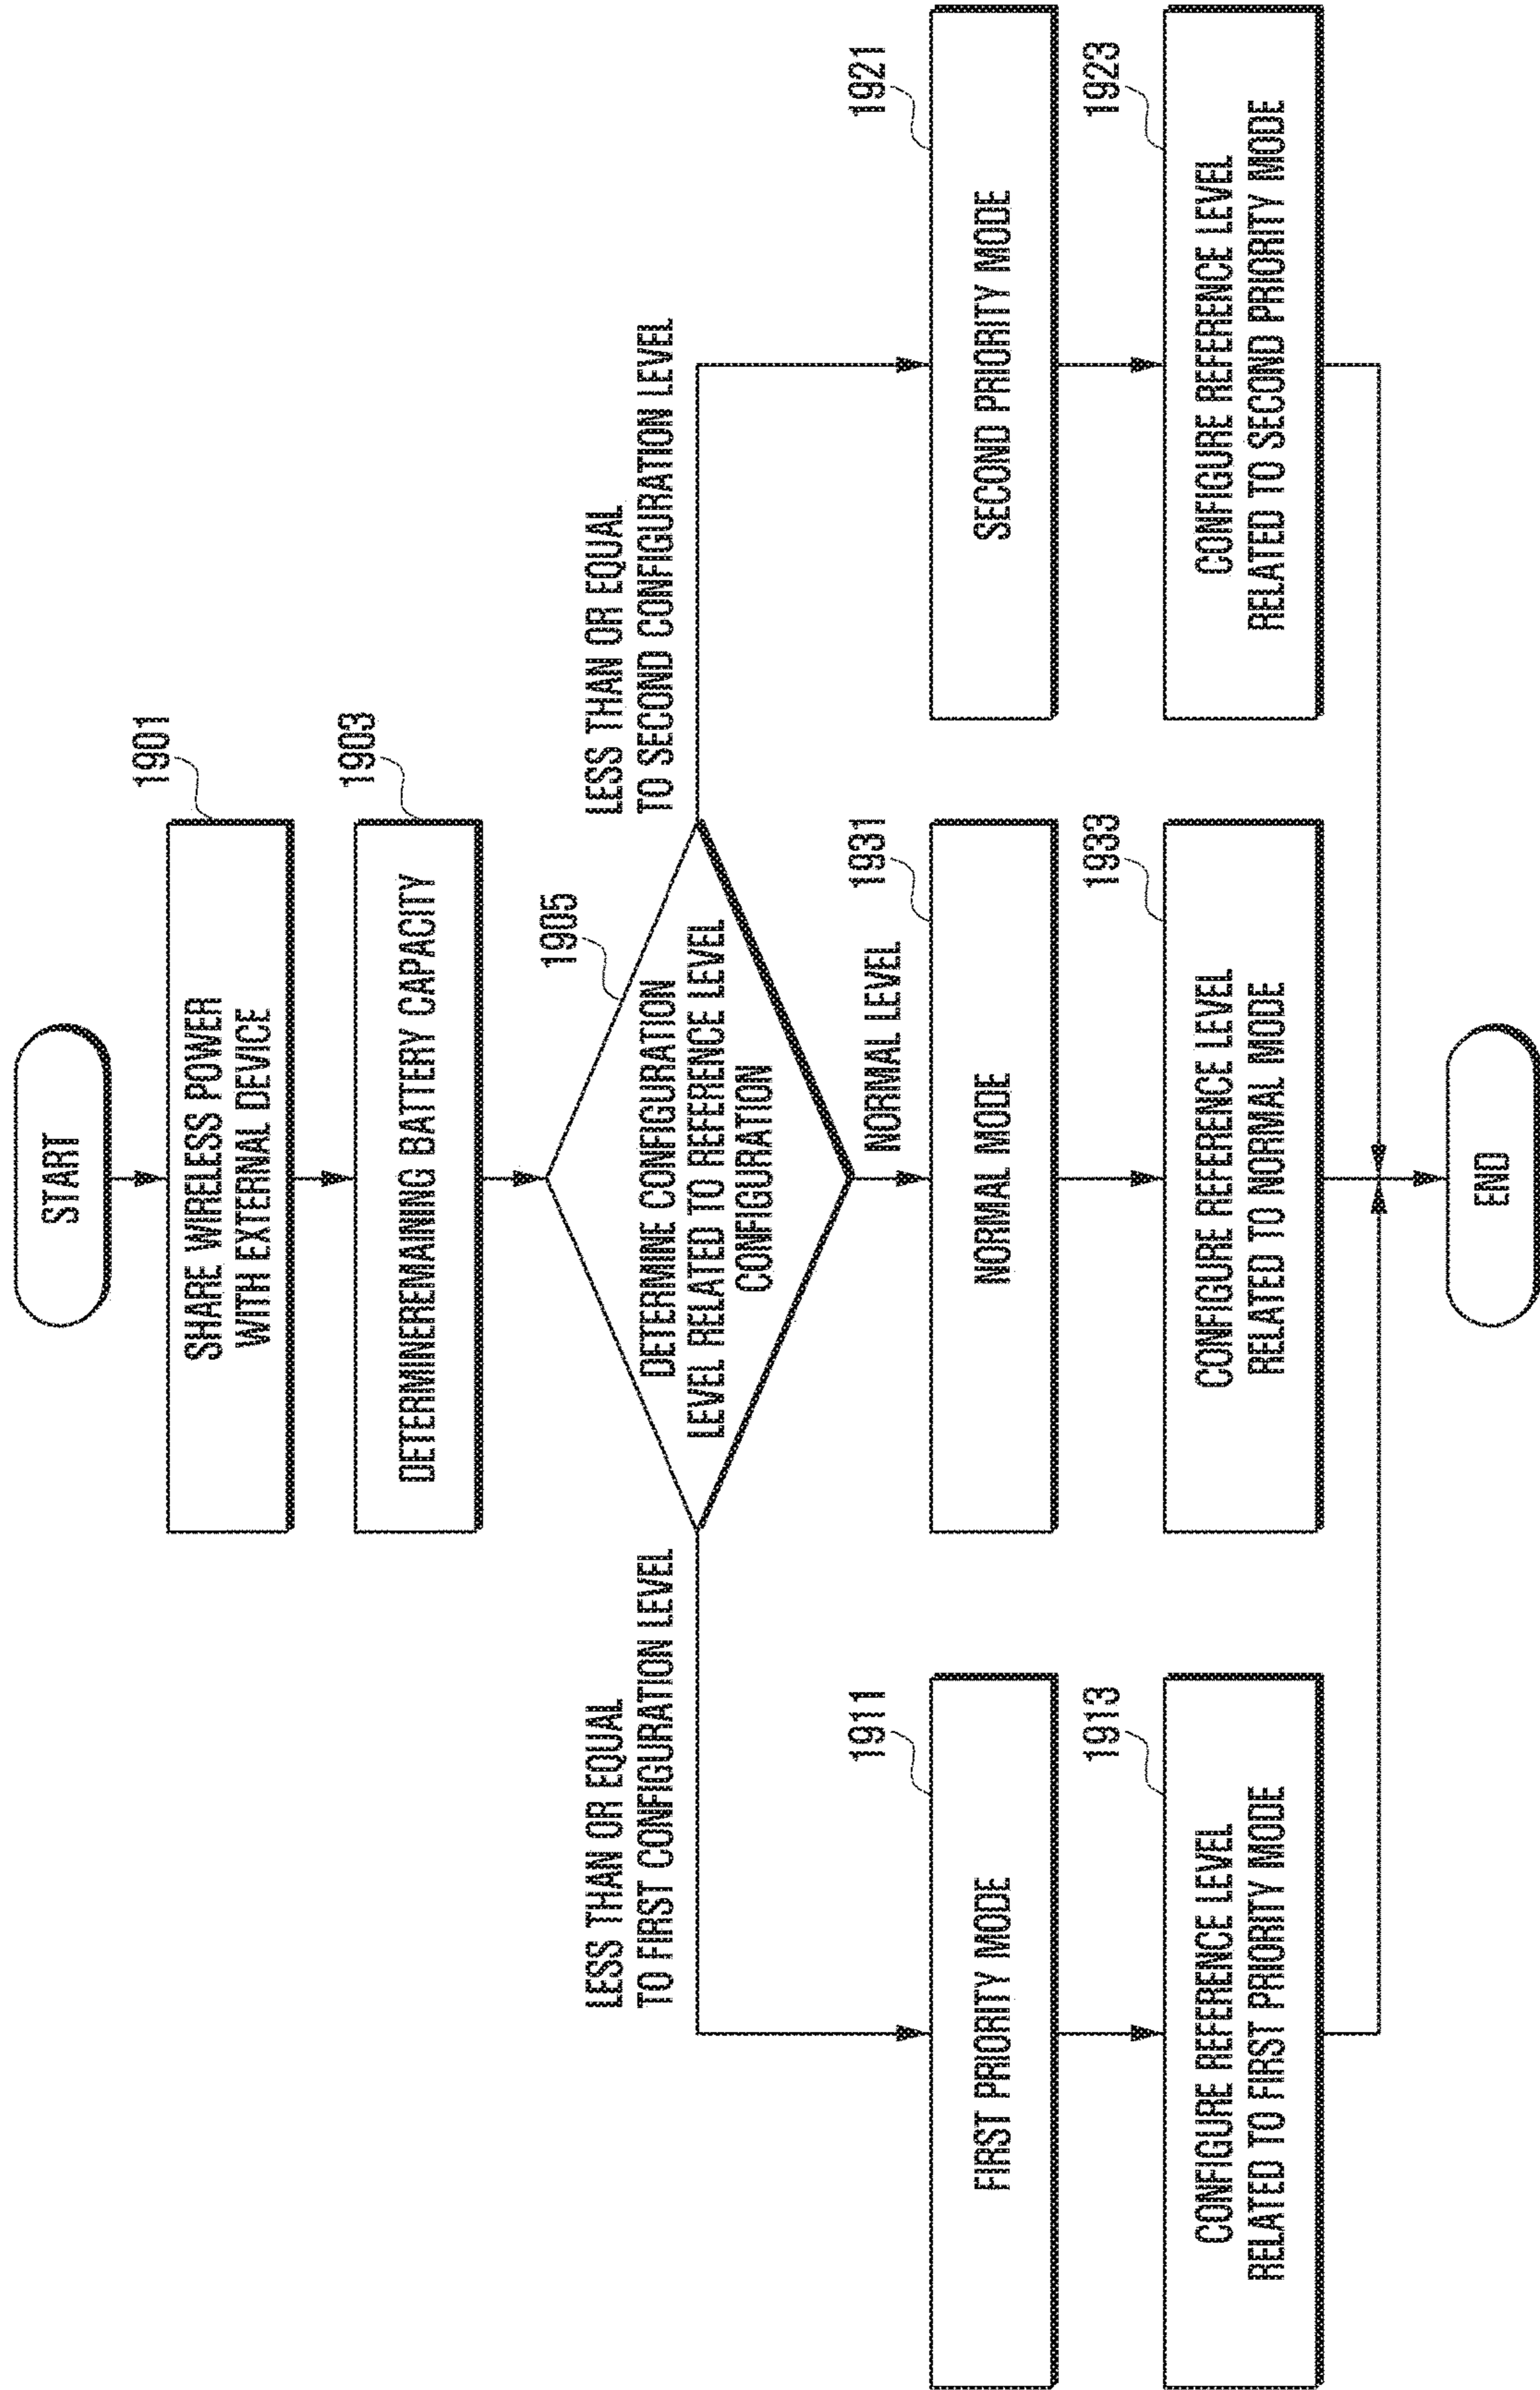 START
1901
SHARE WIRELESS POWER
WITH EXTERNAL DEVICE
1903
DETERMINEREMAINING BATTERY CAPACITY
1905
DETERMINE CONFIGURATION
LEVEL RELATED TO REFERENCE LEVEL
CONFIGURATION
LESS THAN OR EQUAL
TO FIRST CONFIGURATION LEVEL
NORMAL LEVEL
LESS THAN OR EQUAL
TO SECOND CONFIGURATION LEVEL
1911
FIRST PRIORITY MODE
1913
CONFIGURE REFERENCE LEVEL
RELATED TO FIRST PRIORITY MODE
1931
NORMAL MODE
1933
CONFIGURE REFERENCE LEVEL
RELATED TO NORMAL MODE
1921
SECOND PRIORITY MODE
1923
CONFIGURE REFERENCE LEVEL
RELATED TO SECOND PRIORITY MODE
END